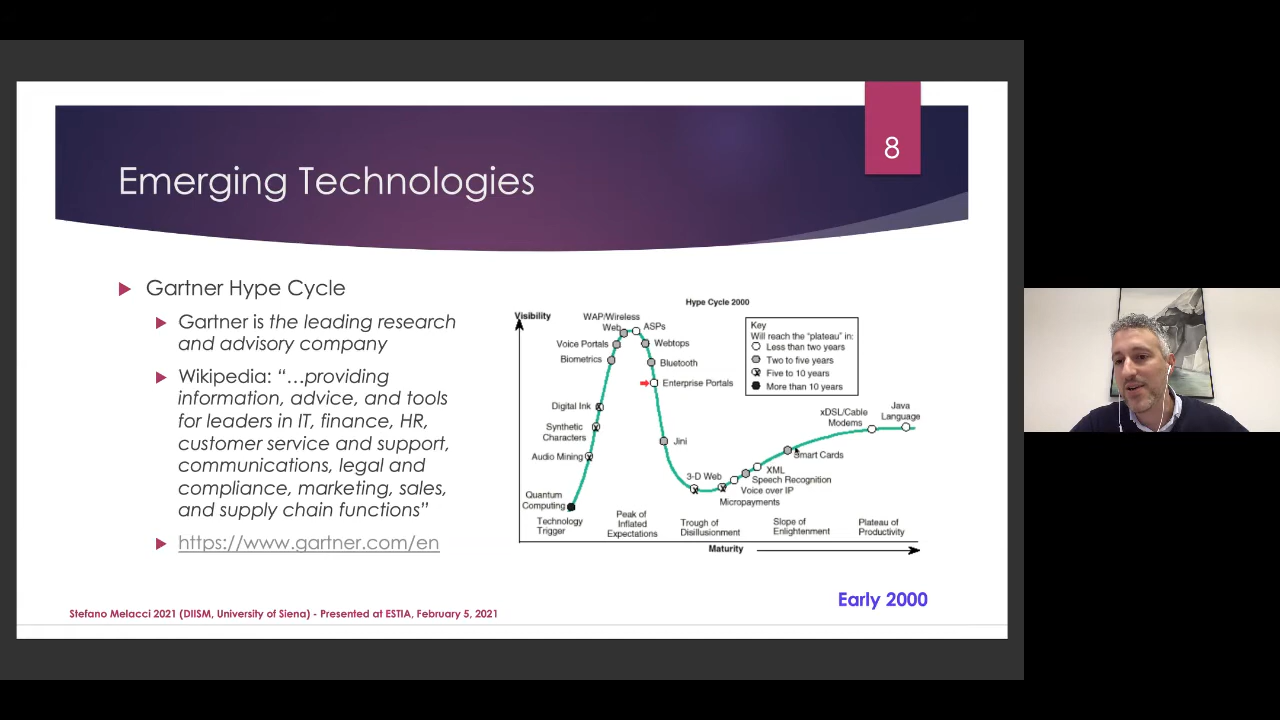 8
Emerging Technologies
Gartner Hype Cycle
Gartner is the leading research
and advisory company
Wikipedia: “…providing
information, advice, and tools
for leaders in IT, finance, HR,
customer service and support,
communications, legal and
compliance, marketing, sales,
and supply chain functions”
https://www.gartner.com/en
Hype Cycle 2000
Visibility
WAP/Wireless
Web
ASPs
Voice Portals
Webtops
Biometrics
Bluetooth
Enterprise Portals
Digital Ink
Synthetic
Characters
Jini
Audio Mining
Quantum
Computing
3-D Web
Micropayments
Voice over IP
Speech Recognition
XML
Smart Cards
xDSL/Cable
Modems
Java
Language
Key
Will reach the "plateau" in:
Less than two years
Two to five years
Five to 10 years
More than 10 years
Technology
Trigger
Peak of
Inflated
Expectations
Trough of
Disillusionment
Slope of
Enlightenment
Plateau of
Productivity
Maturity
Early 2000
Stefano Melacci 2021 (DIISM, University of Siena) - Presented at ESTIA, February 5, 2021